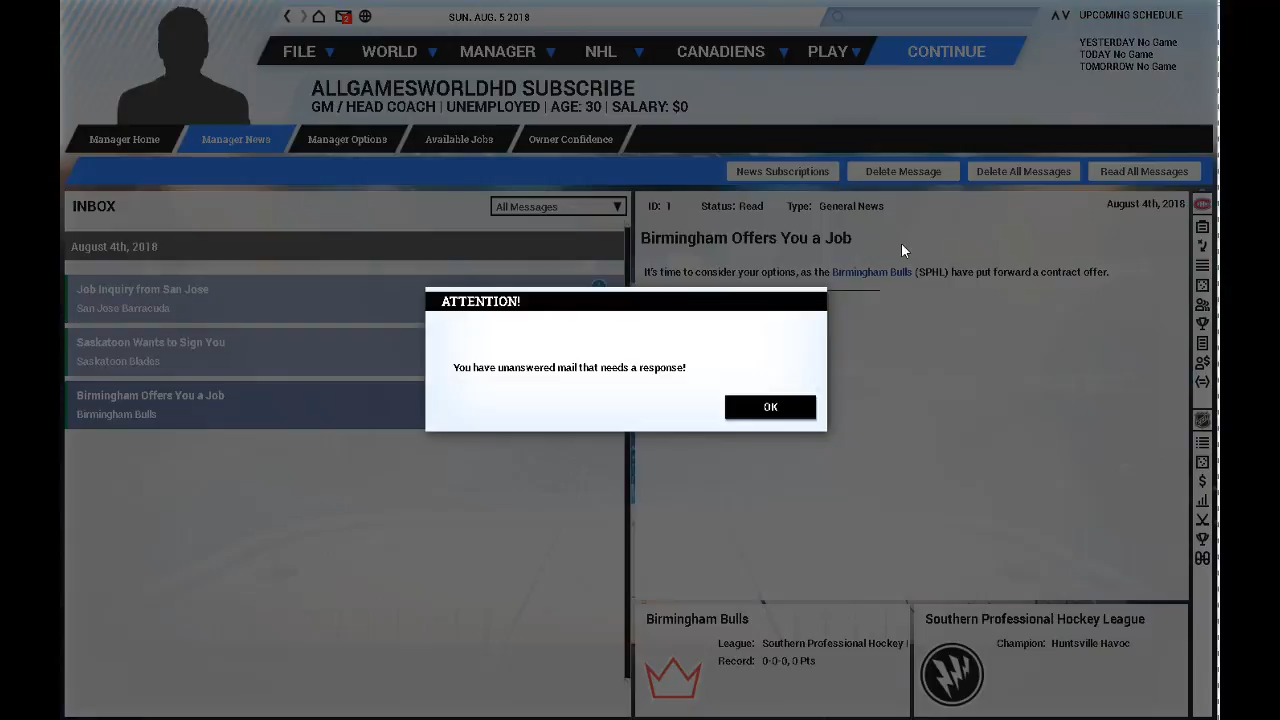 2
SUN. AUG. 5 2018
UPCOMING SCHEDULE
YESTERDAY No Game
TODAY No Game
TOMORROW No Game
FILE
WORLD
MANAGER
NHL
CANADIENS
PLAY
CONTINUE
ALLGAMESWORLDHD SUBSCRIBE
GM / HEAD COACH | UNEMPLOYED | AGE: 30 | SALARY: $0
Manager Home
Manager News
Manager Options
Available Jobs
Owner Confidence
News Subscriptions
Delete Message
Delete All Messages
Read All Messages
INBOX
All Messages
August 4th, 2018
Job Inquiry from San Jose
San Jose Barracuda
Saskatoon Wants to Sign You
Saskatoon Blades
Birmingham Offers You a Job
Birmingham Bulls
ID: 1
Status: Read
Type: General News
August 4th, 2018
Birmingham Offers You a Job
It's time to consider your options, as the Birmingham Bulls (SPHL) have put forward a contract offer.
ATTENTION!
You have unanswered mail that needs a response!
OK
Birmingham Bulls
League: Southern Professional Hockey
Record: 0-0-0, 0 Pts
Southern Professional Hockey League
Champion: Huntsville Havoc